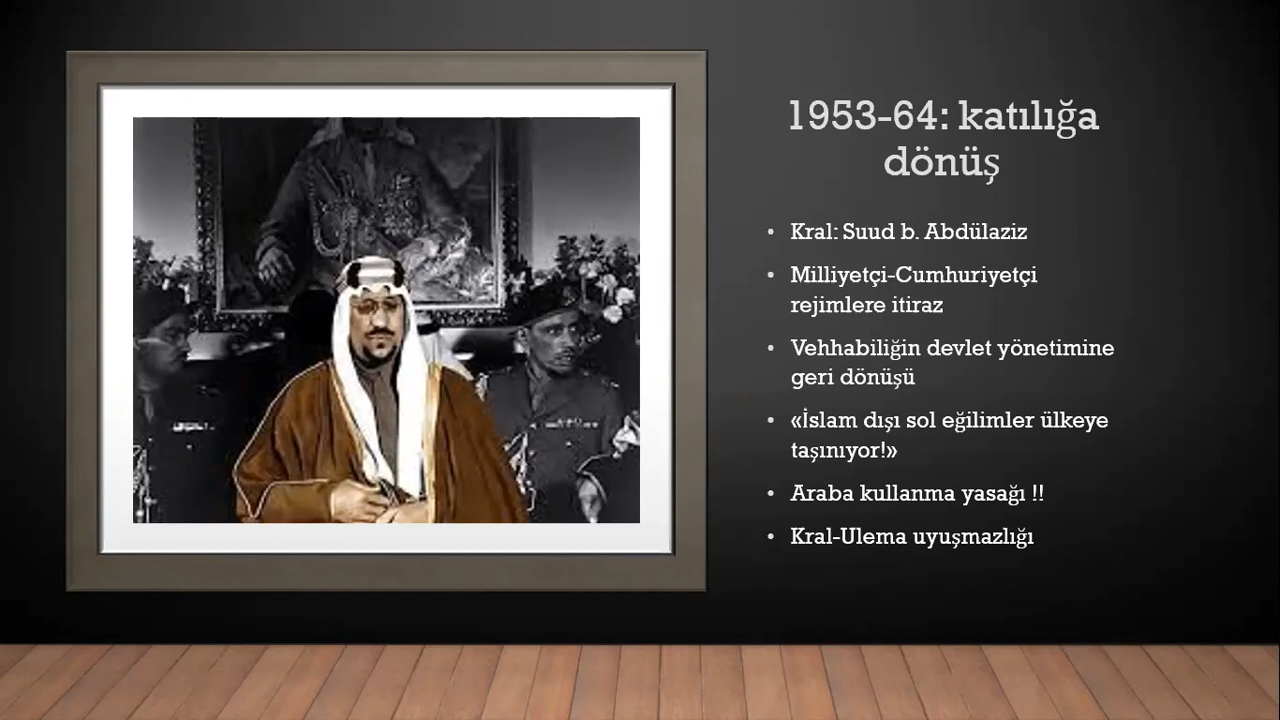 1953-64: katılığa
dönüş
• Kral: Suud b. Abdülaziz
• Milliyetçi-Cumhuriyetçi
rejimlere itiraz
• Vehhabiliğin devlet yönetimine
geri dönüşü
• «İslam dışı sol eğilimler ülkeye
taşınıyor!»
• Araba kullanma yasağı !!
• Kral-Ulema uyuşmazlığı